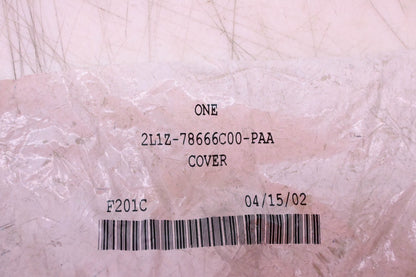 ONE
2L1Z-78666C00-PAA
COVER
F201C 04/15/02